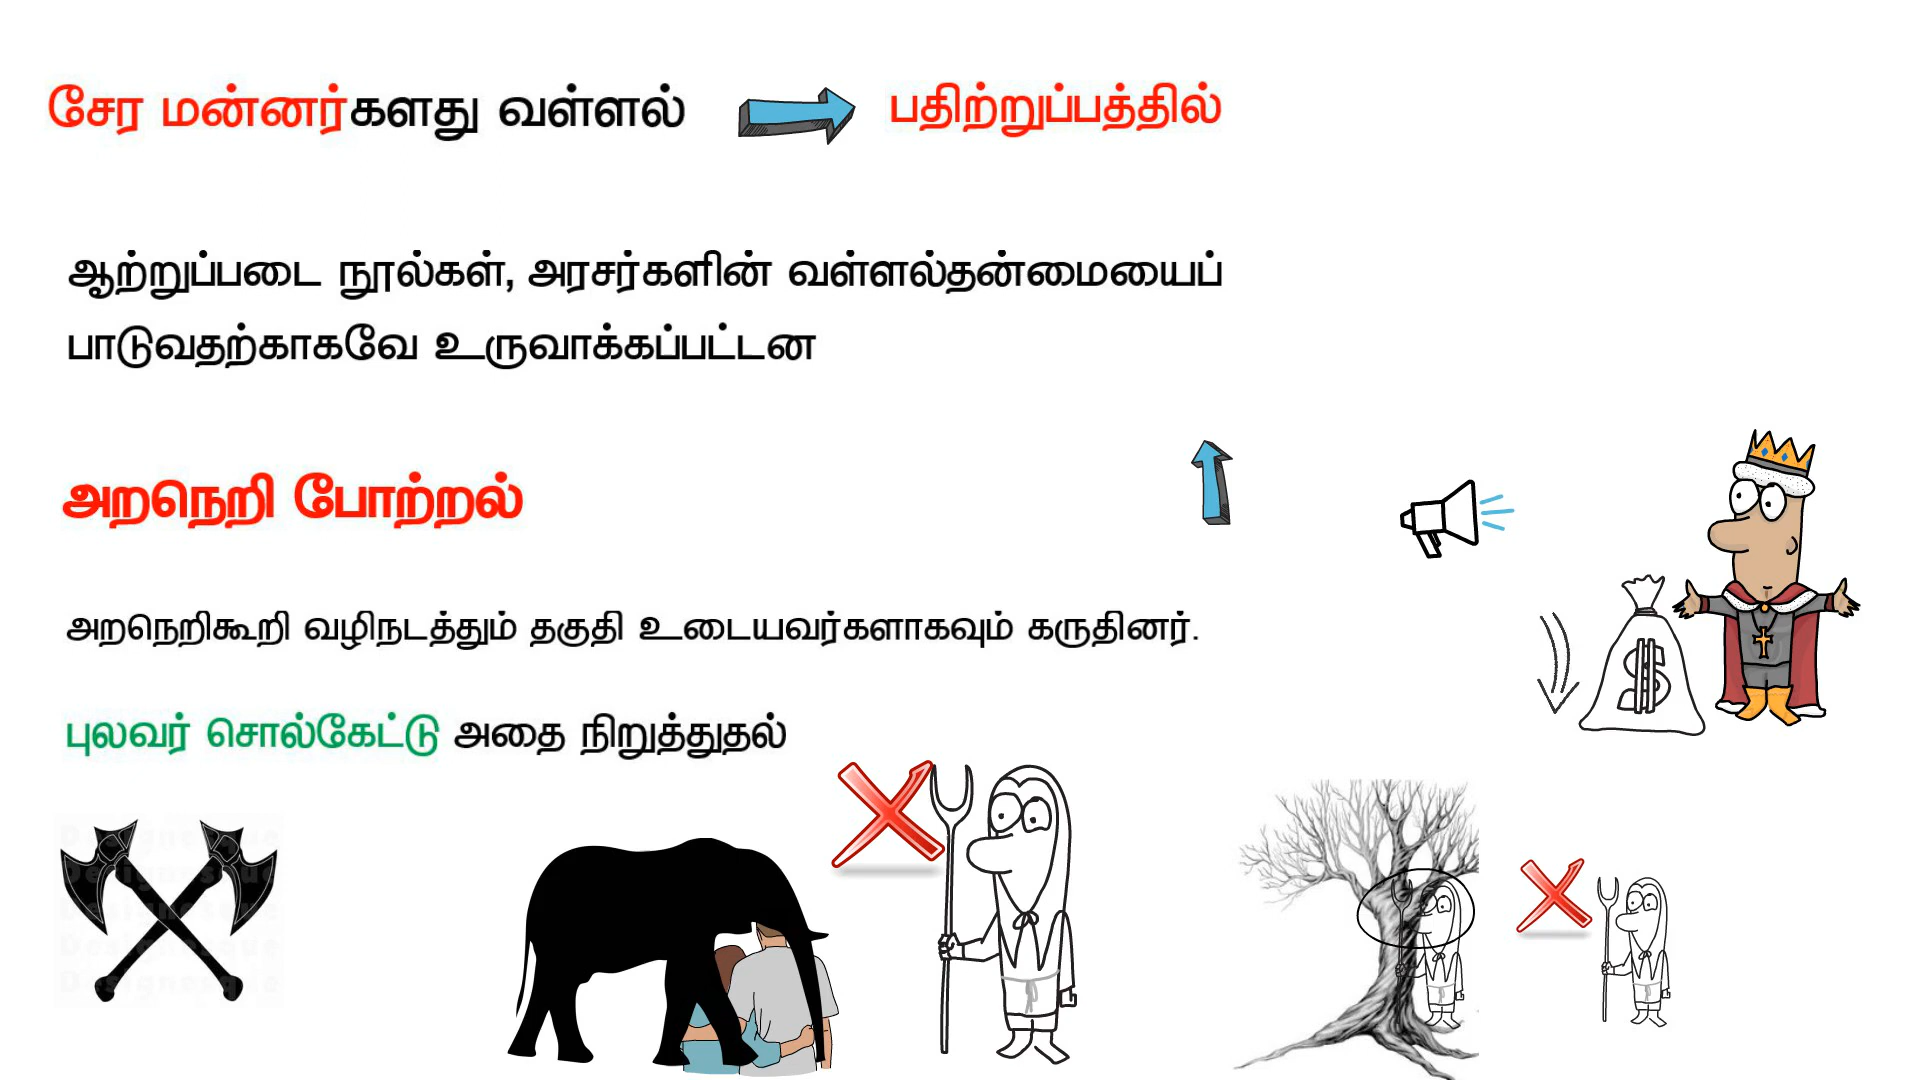 சேர மன்னர்களது வள்ளல் பதிற்றுப்பத்தில்
ஆற்றுப்படை நூல்கள், அரசர்களின் வள்ளல்தன்மையைப்
பாடுவதற்காகவே உருவாக்கப்பட்டன
அறநெறி போற்றல்
அறநெறிகூறி வழிநடத்தும் தகுதி உடையவர்களாகவும் கருதினர்.
புலவர் சொல்கேட்டு அதை நிறுத்துதல்
$